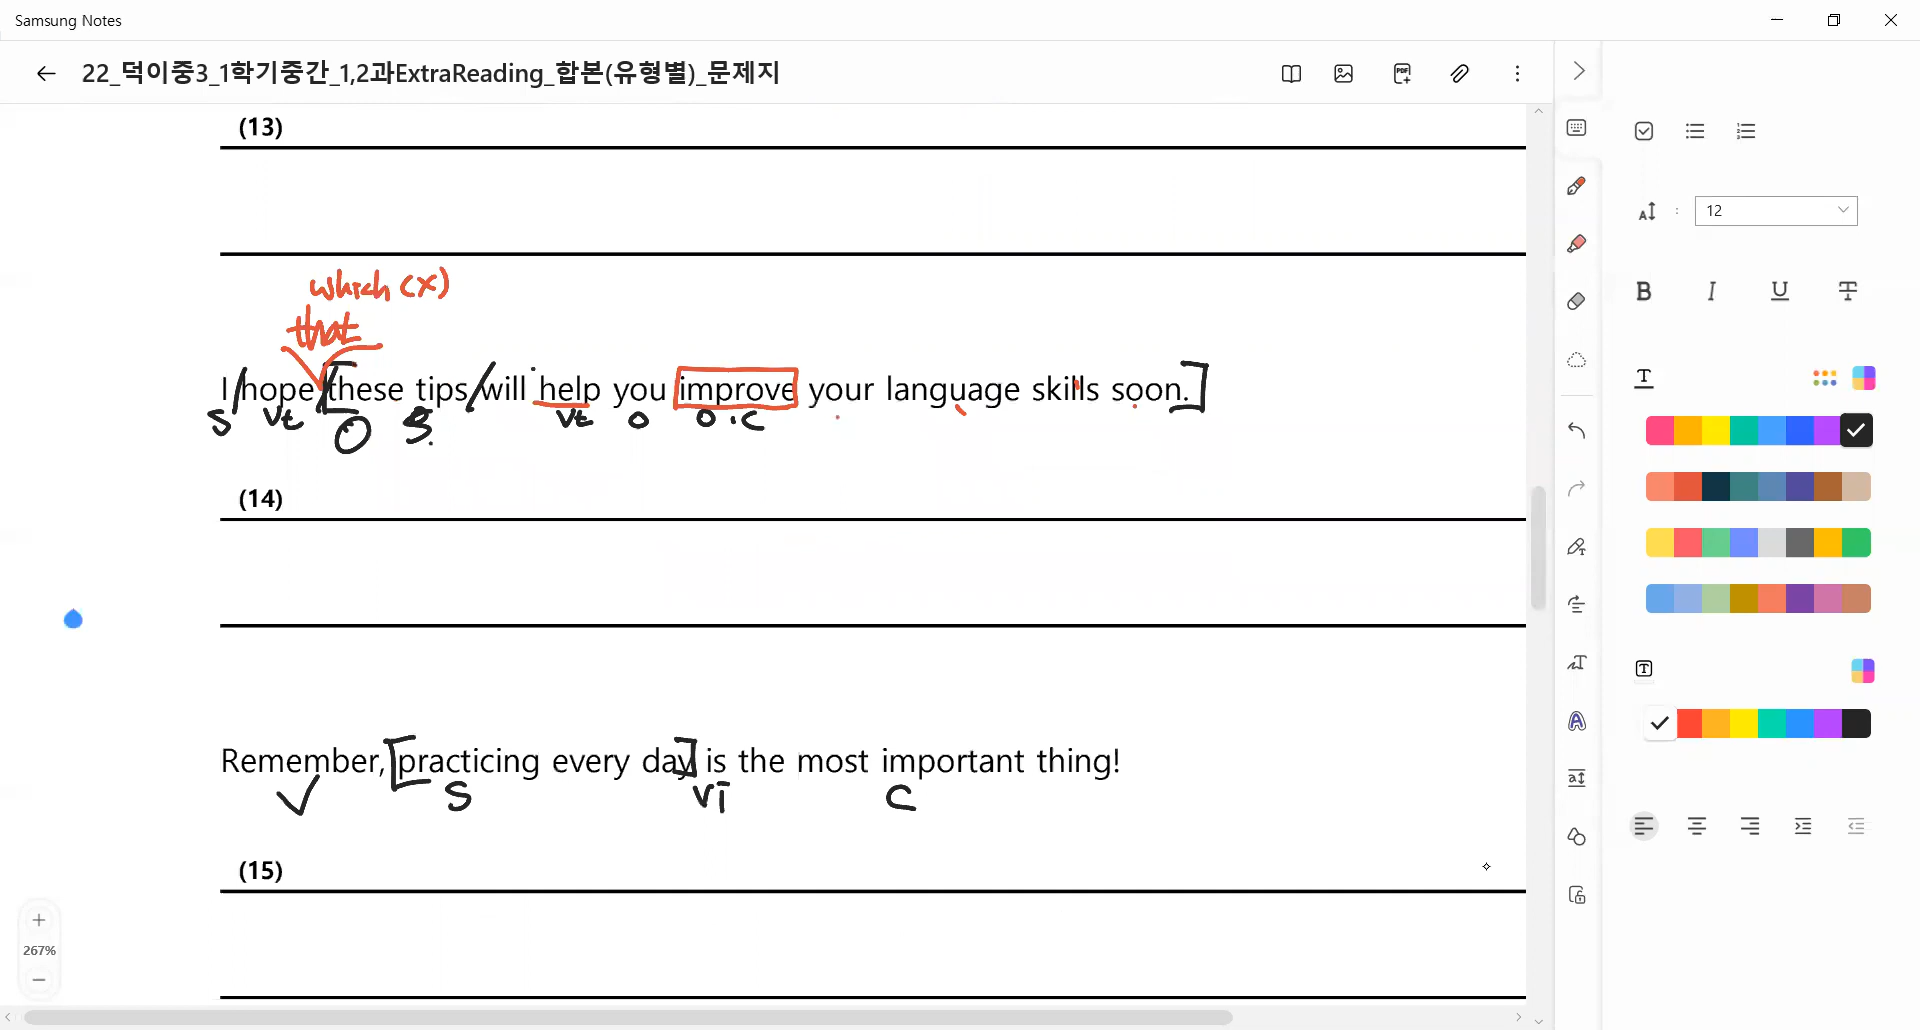 Samsung Notes
22_덕이중3_1학기중간_1,2과ExtraReading_합본(유형별)_문제지
(13)
which (x)
that
I hope these tips will help you improve your language skills soon.
S Vt O S Vt O O.C
(14)
Remember, practicing every day is the most important thing!
V S Vi C
(15)
12
267%